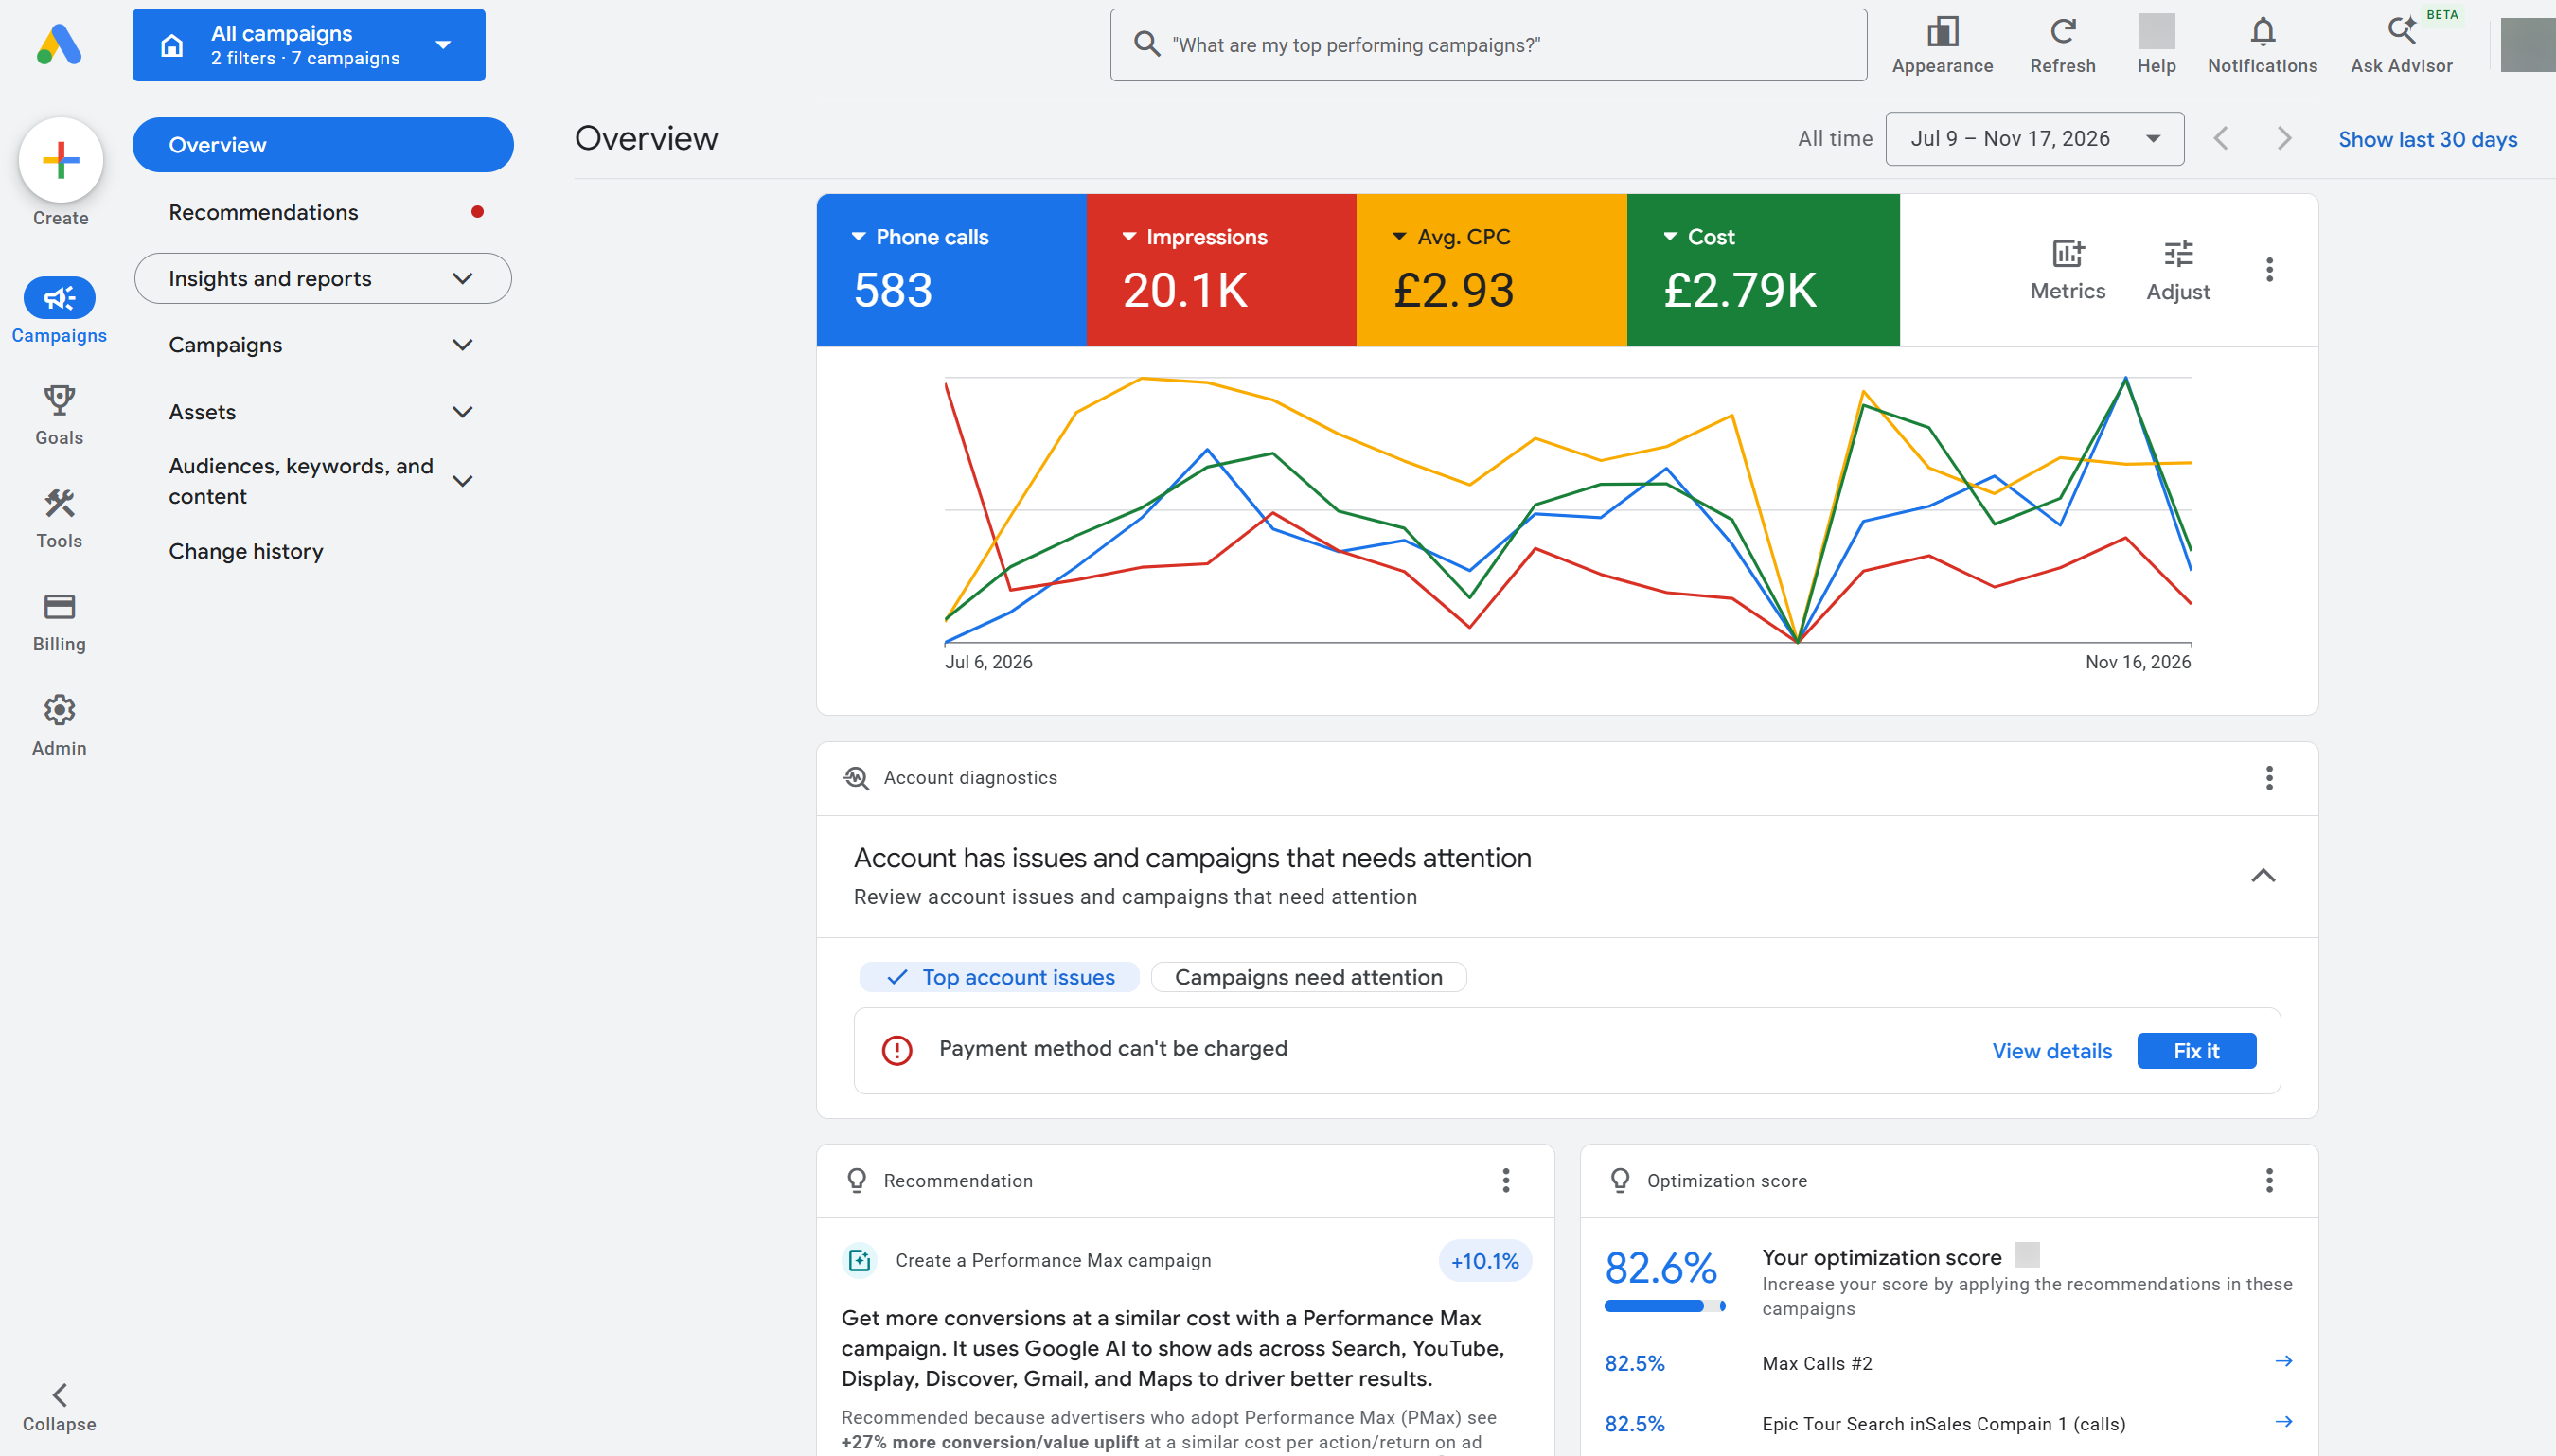 All campaigns
2 filters · 7 campaigns
"What are my top performing campaigns?"
Appearance
Refresh
Help
Notifications
Ask Advisor
BETA
Create
Campaigns
Goals
Tools
Billing
Admin
Collapse
Overview
Recommendations
Insights and reports
Campaigns
Assets
Audiences, keywords, and
content
Change history
Overview
All time
Jul 9 – Nov 17, 2026
Show last 30 days
Phone calls
583
Impressions
20.1K
Avg. CPC
£2.93
Cost
£2.79K
Metrics
Adjust
Jul 6, 2026
Nov 16, 2026
Account diagnostics
Account has issues and campaigns that needs attention
Review account issues and campaigns that need attention
Top account issues
Campaigns need attention
Payment method can't be charged
View details
Fix it
Recommendation
Create a Performance Max campaign
+10.1%
Get more conversions at a similar cost with a Performance Max
campaign. It uses Google AI to show ads across Search, YouTube,
Display, Discover, Gmail, and Maps to driver better results.
Recommended because advertisers who adopt Performance Max (PMax) see
+27% more conversion/value uplift at a similar cost per action/return on ad
Optimization score
82.6%
Your optimization score
Increase your score by applying the recommendations in these
campaigns
82.5%
Max Calls #2
82.5%
Epic Tour Search inSales Compain 1 (calls)